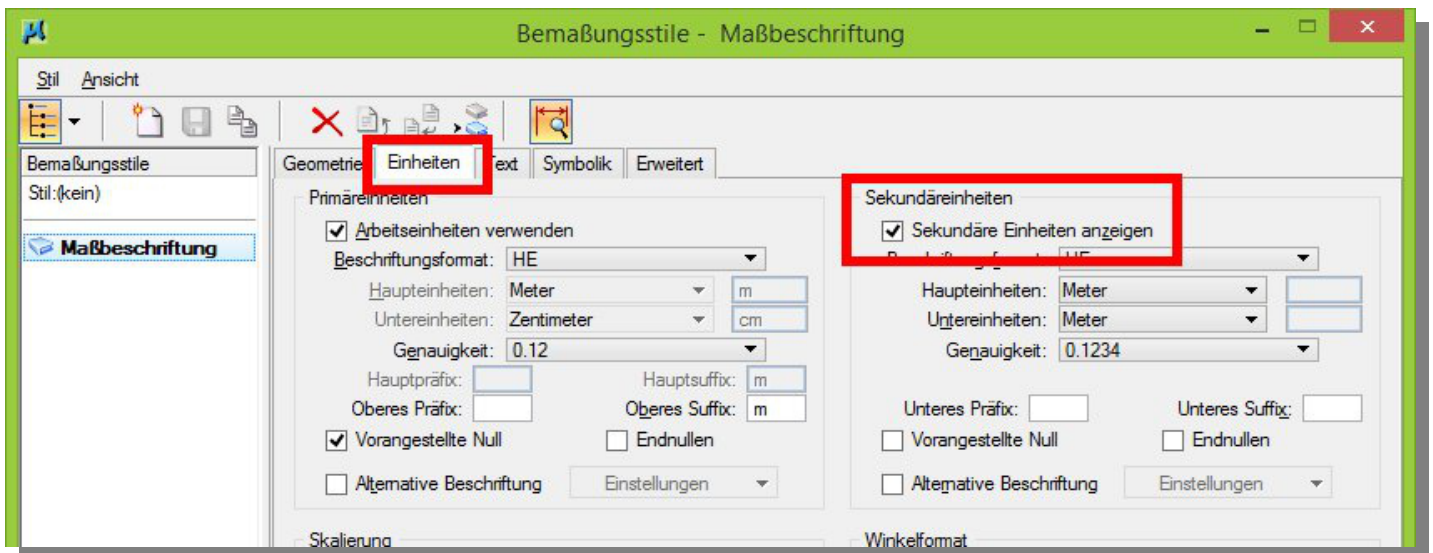 Bemaßungsstile - Maßbeschriftung
Stil Ansicht
Bemaßungsstile
Stil:(kein)
Maßbeschriftung
Geometrie Einheiten Text Symbolik Erweitert
Primäreinheiten
Arbeitseinheiten verwenden
Beschriftungsformat: HE
Haupteinheiten: Meter m
Untereinheiten: Zentimeter cm
Genauigkeit: 0.12
Hauptpräfix: Hauptsuffix: m
Oberes Präfix: Oberes Suffix: m
Vorangestellte Null Endnullen
Alternative Beschriftung Einstellungen
Sekundäreinheiten
Sekundäre Einheiten anzeigen
Beschriftungsformat: HE
Haupteinheiten: Meter
Untereinheiten: Meter
Genauigkeit: 0.1234
Unteres Präfix: Unteres Suffix:
Vorangestellte Null Endnullen
Alternative Beschriftung Einstellungen
Skalierung
Winkelformat